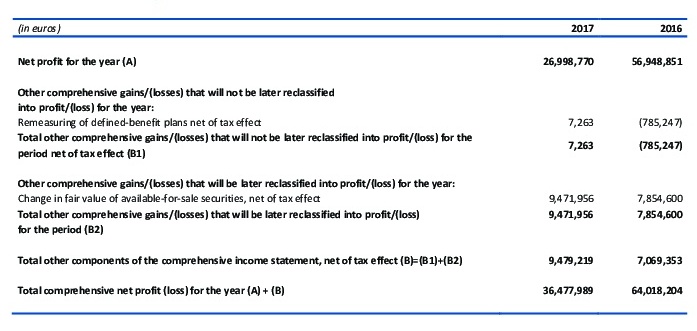 (in euros) 2017 2016
Net profit for the year (A) 26,998,770 56,948,851
Other comprehensive gains/(losses) that will not be later reclassified
into profit/(loss) for the year:
Remeasuring of defined-benefit plans net of tax effect 7,263 (785,247)
Total other comprehensive gains/(losses) that will not be later reclassified into profit/(loss) for the
period net of tax effect (B1) 7,263 (785,247)
Other comprehensive gains/(losses) that will be later reclassified into profit/(loss) for the year:
Change in fair value of available-for-sale securities, net of tax effect 9,471,956 7,854,600
Total other comprehensive gains/(losses) that will be later reclassified into profit/(loss) 9,471,956 7,854,600
for the period (B2)
Total other components of the comprehensive income statement, net of tax effect (B)=(B1)+(B2) 9,479,219 7,069,353
Total comprehensive net profit (loss) for the year (A) + (B) 36,477,989 64,018,204